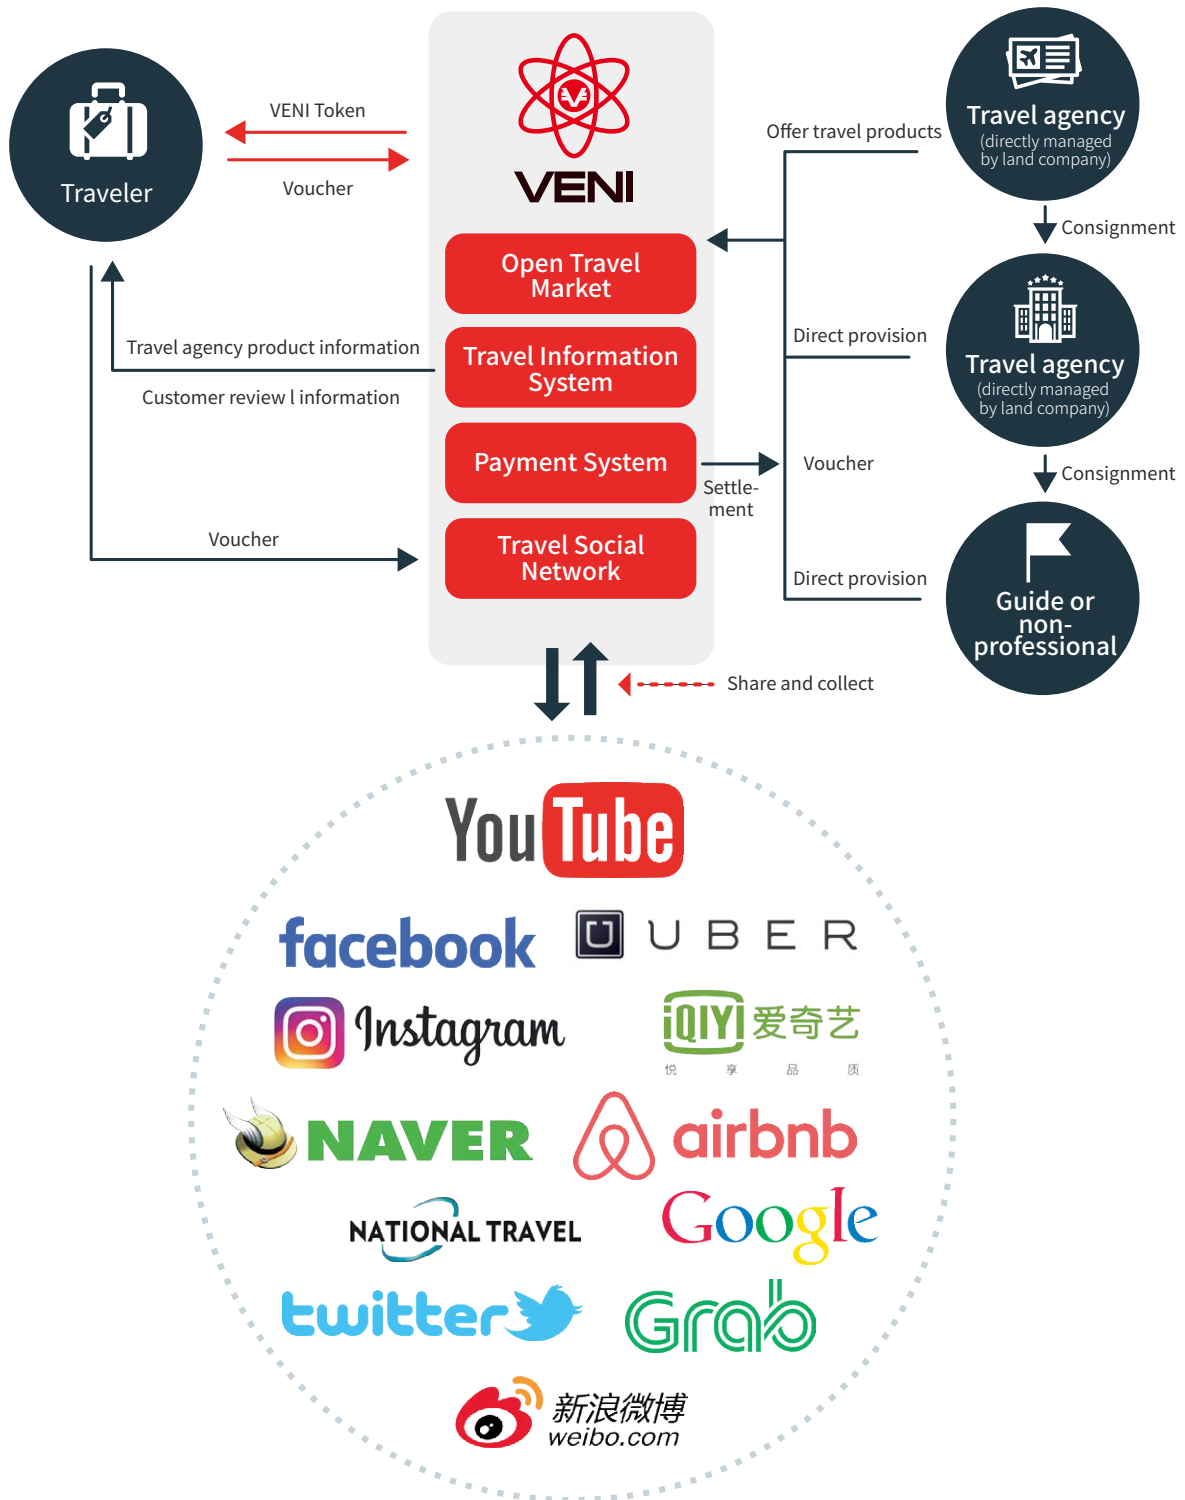 Traveler
VENI Token
Voucher
VENI
Open Travel
Market
Travel Information
System
Payment System
Travel Social
Network
Travel agency product information
Customer review l information
Voucher
Offer travel products
Direct provision
Settle-
ment
Voucher
Direct provision
Travel agency
(directly managed
by land company)
Consignment
Travel agency
(directly managed
by land company)
Consignment
Guide or
non-
professional
Share and collect
YouTube
facebook
UBER
Instagram
iQIYI 爱奇艺
悦享品质
NAVER
airbnb
NATIONAL TRAVEL
Google
twitter
Grab
新浪微博
weibo.com